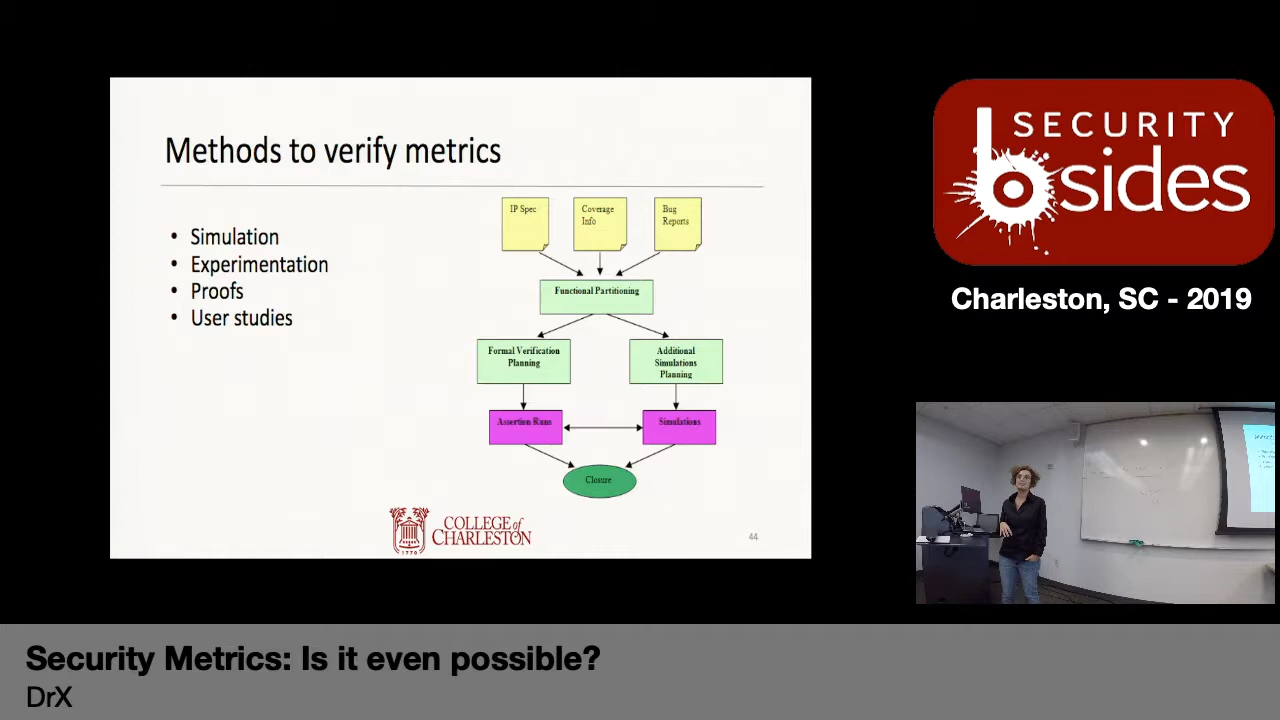 Methods to verify metrics
• Simulation
• Experimentation
• Proofs
• User studies
IP Spec
Coverage
Info
Bug
Reports
Functional Partitioning
Formal Verification
Planning
Additional
Simulations
Planning
Assertion Runs
Simulations
Closure
1770
COLLEGE of
CHARLESTON
44
SECURITY
bsides
Charleston, SC - 2019
Security Metrics: Is it even possible?
DrX